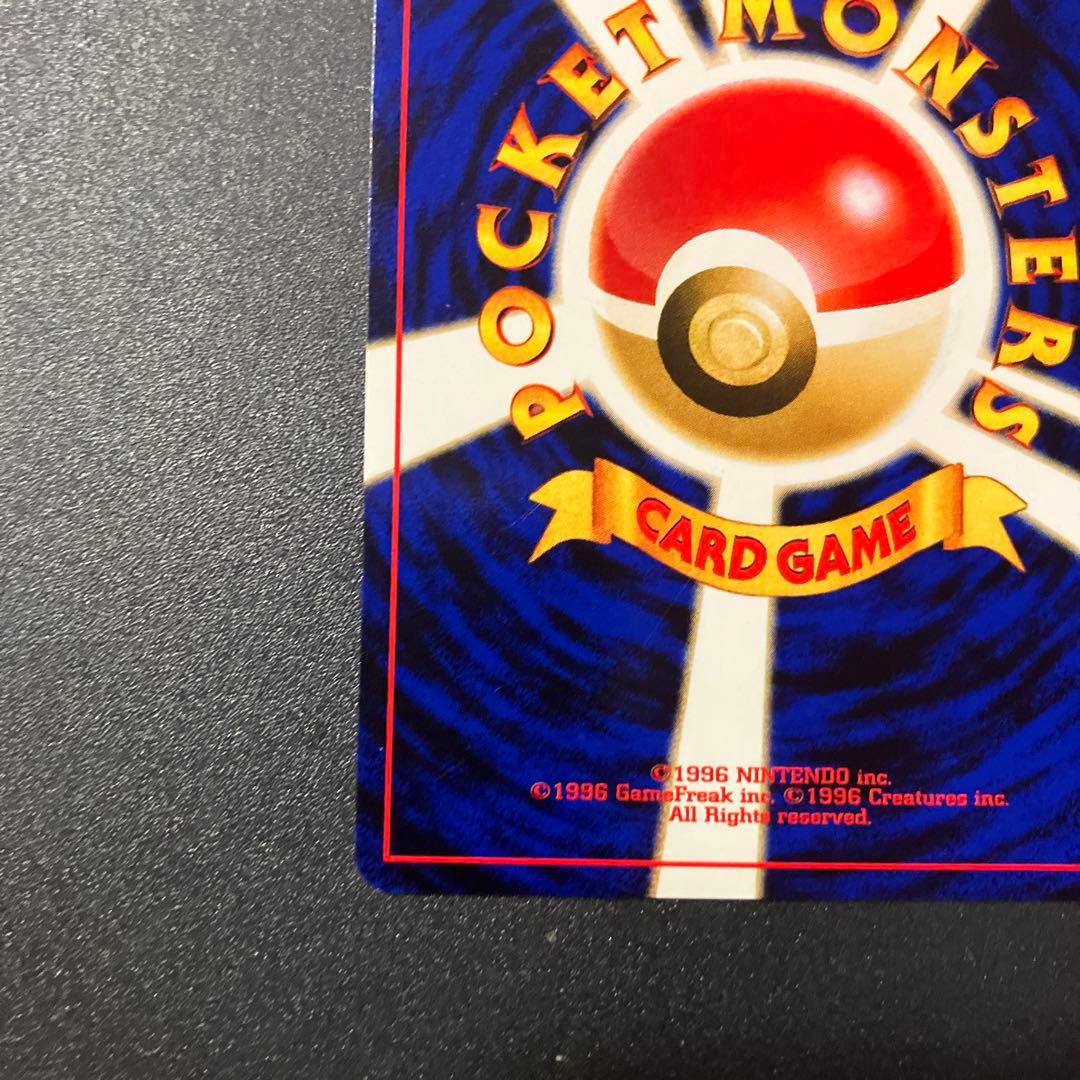 POCKET MONSTERS
CARD GAME
©1996 NINTENDO inc.
©1996 GameFreak inc. ©1996 Creatures inc.
All Rights reserved.